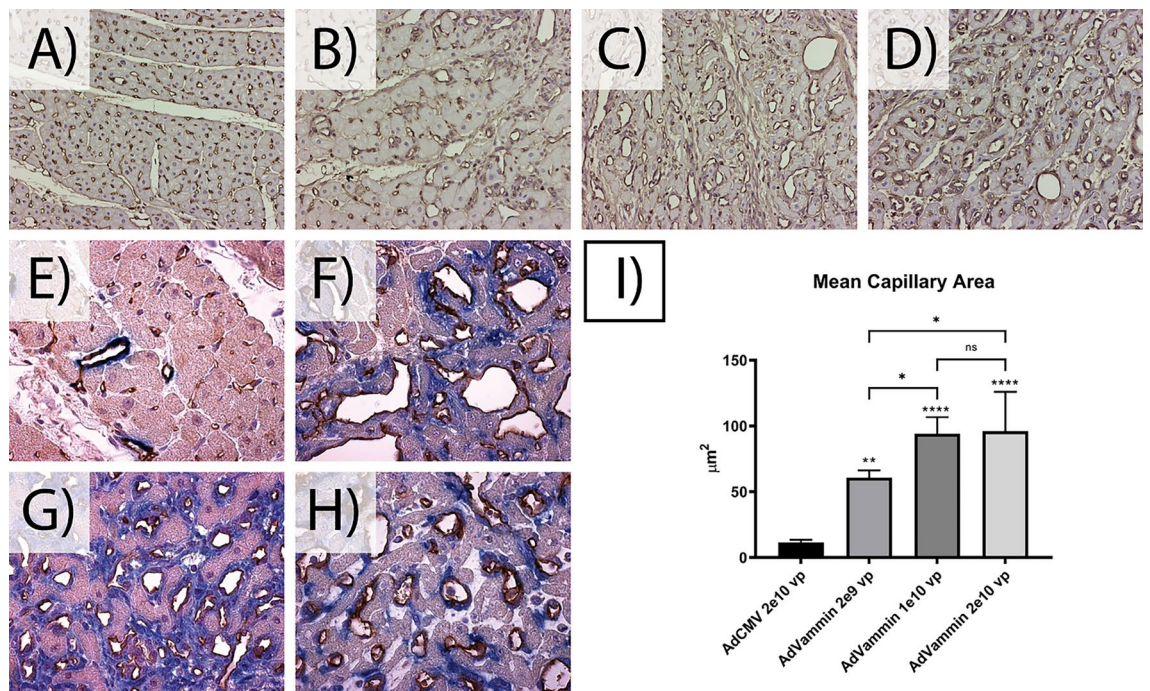 A)
B)
C)
D)
E)
F)
G)
H)
I)
Mean Capillary Area
*
ns
*
****
****
**
150
100
50
0
μm²
AdCMV 2e10 vp
AdVammin 2e9 vp
AdVammin 1e10 vp
AdVammin 2e10 vp